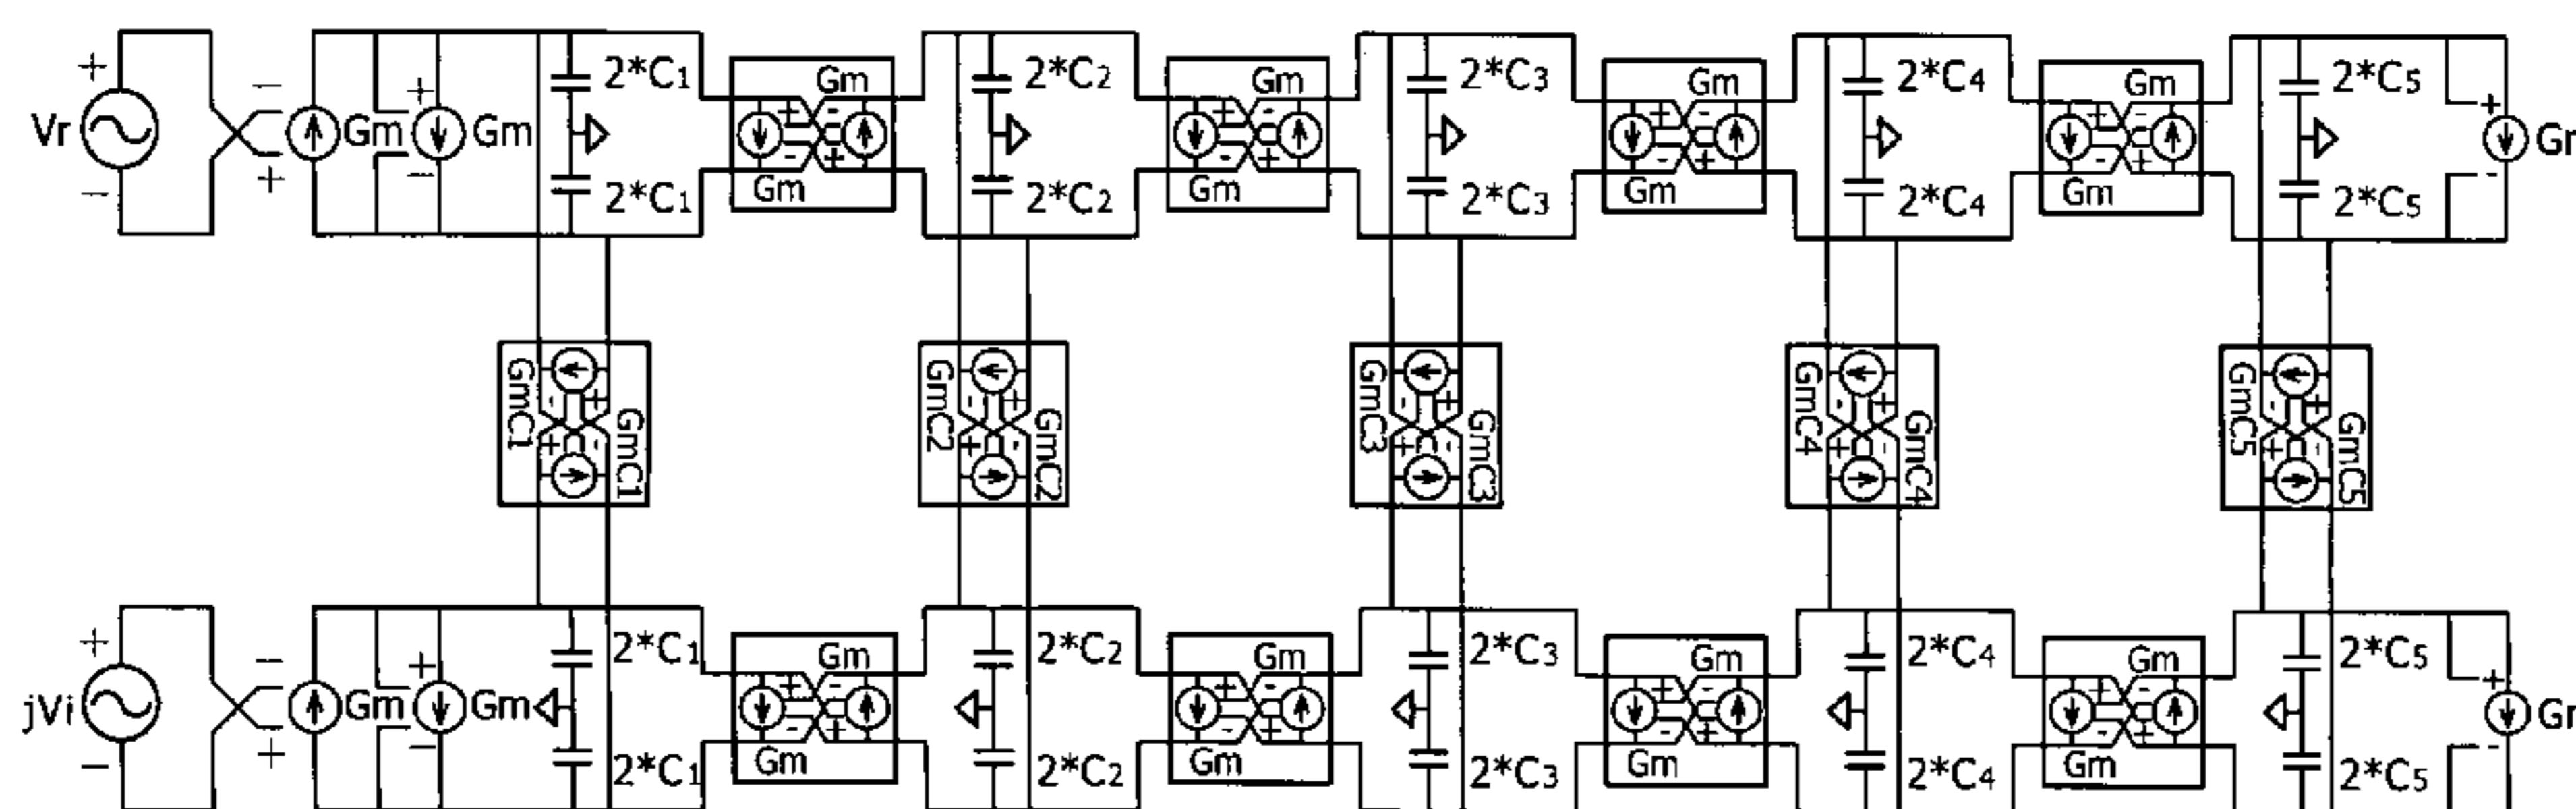 + − Vr − + Gm + − Gm 2*C1 Gm 2*C2 Gm 2*C3 Gm 2*C4 Gm 2*C5 +
2*C1 Gm 2*C2 Gm 2*C3 Gm 2*C4 Gm 2*C5 -
GmC1 GmC1 GmC2 GmC2 GmC3 GmC3 GmC4 GmC4 GmC5 GmC5
+ − jVi − + Gm + − Gm 2*C1 Gm 2*C2 Gm 2*C3 Gm 2*C4 Gm 2*C5 +
2*C1 Gm 2*C2 Gm 2*C3 Gm 2*C4 Gm 2*C5 -